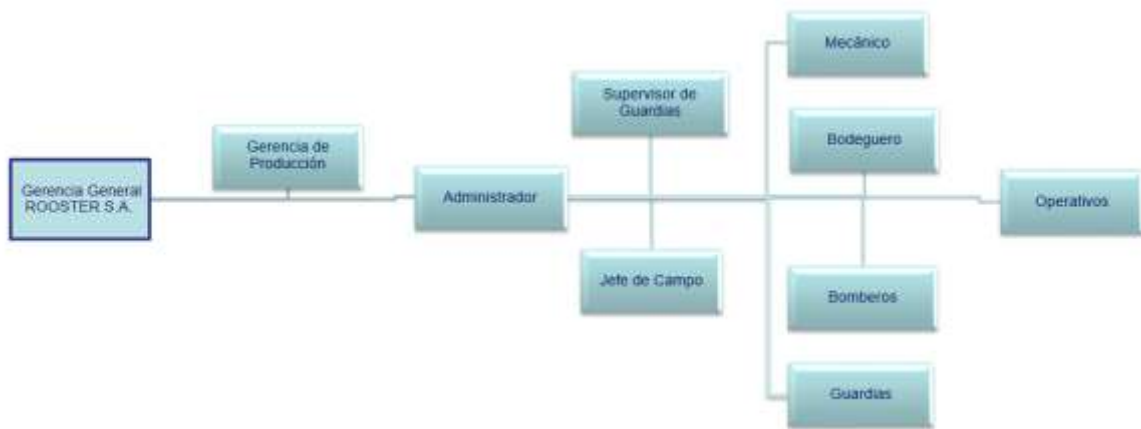 Gerencia General
ROOSTER S.A.
Gerencia de
Producción
Administrador
Supervisor de
Guardias
Jefe de Campo
Mecánico
Bodeguero
Bomberos
Guardias
Operativos